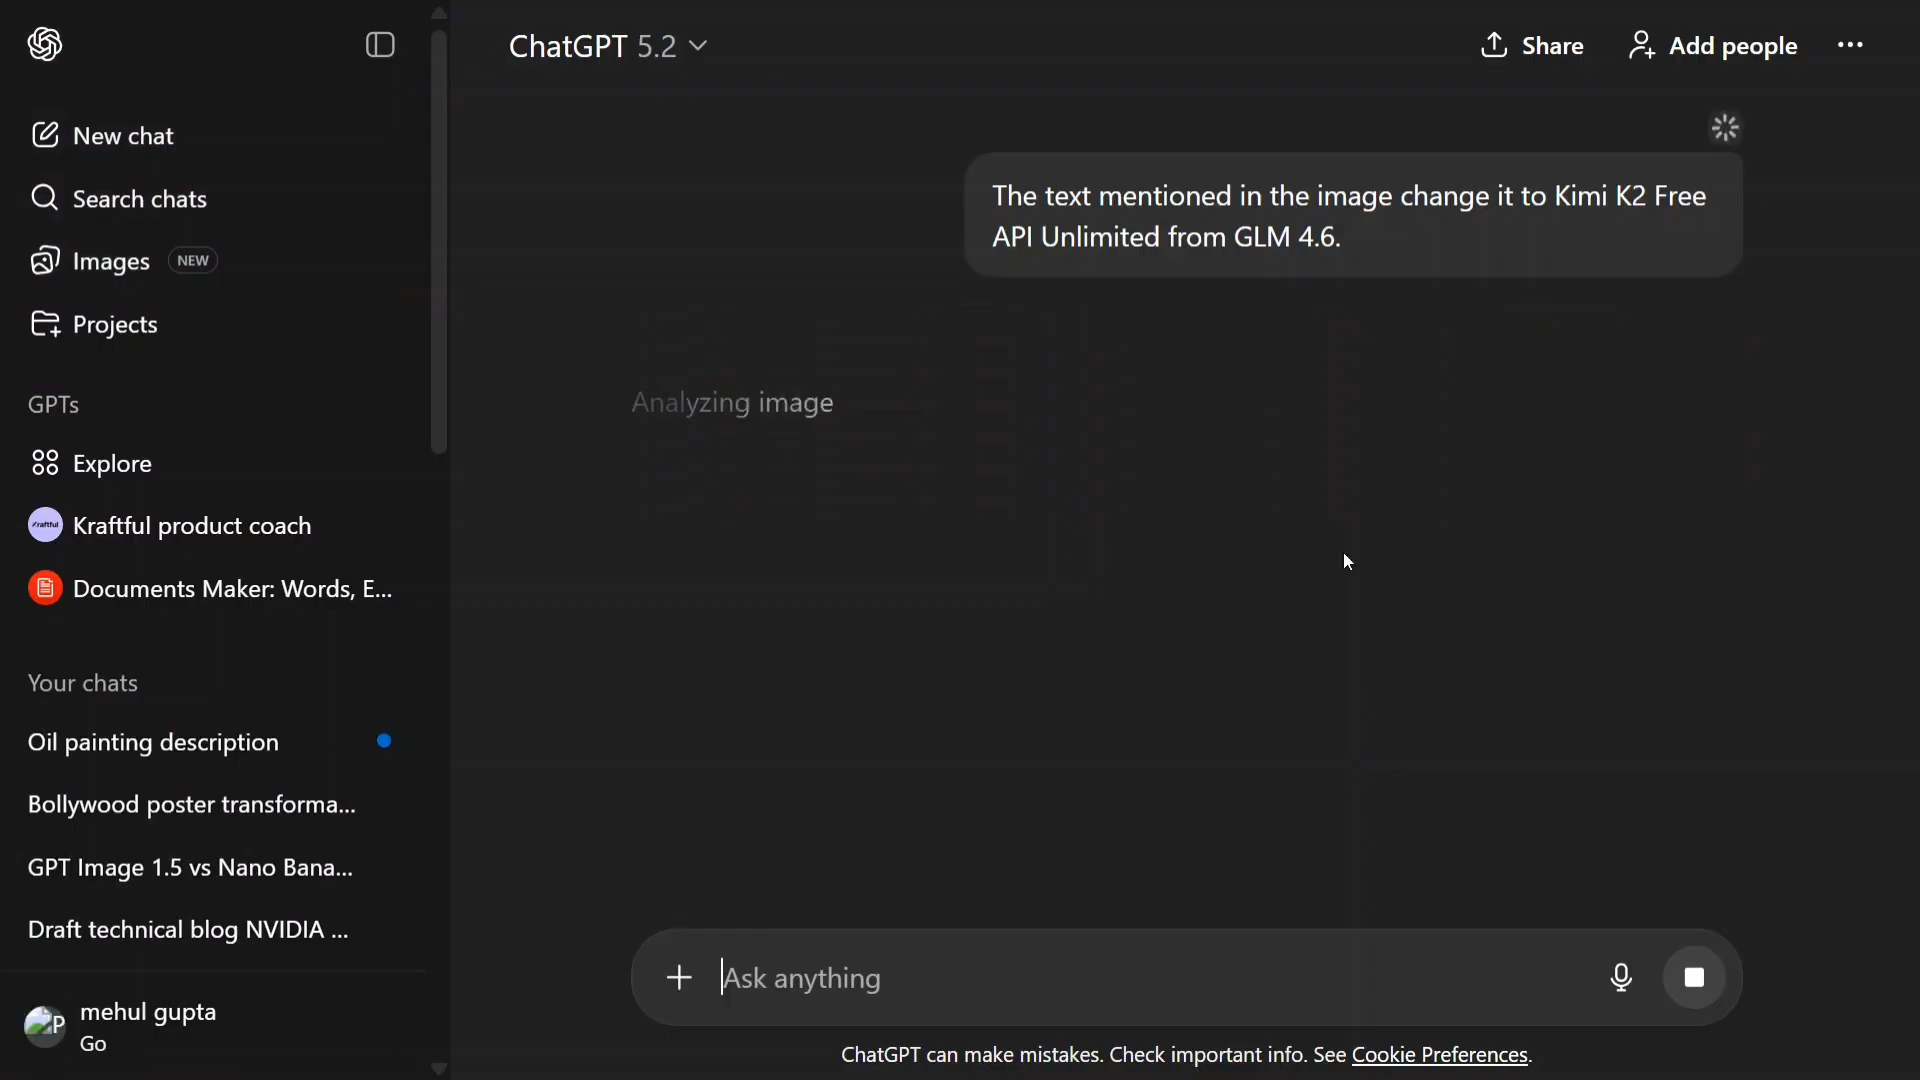 ChatGPT 5.2
Share
Add people
New chat
Search chats
Images NEW
Projects
GPTs
Explore
Kraftful product coach
Documents Maker: Words, E...
Your chats
Oil painting description
Bollywood poster transforma...
GPT Image 1.5 vs Nano Bana...
Draft technical blog NVIDIA ...
mehul gupta
Go
The text mentioned in the image change it to Kimi K2 Free
API Unlimited from GLM 4.6.
Analyzing image
Ask anything
ChatGPT can make mistakes. Check important info. See Cookie Preferences.